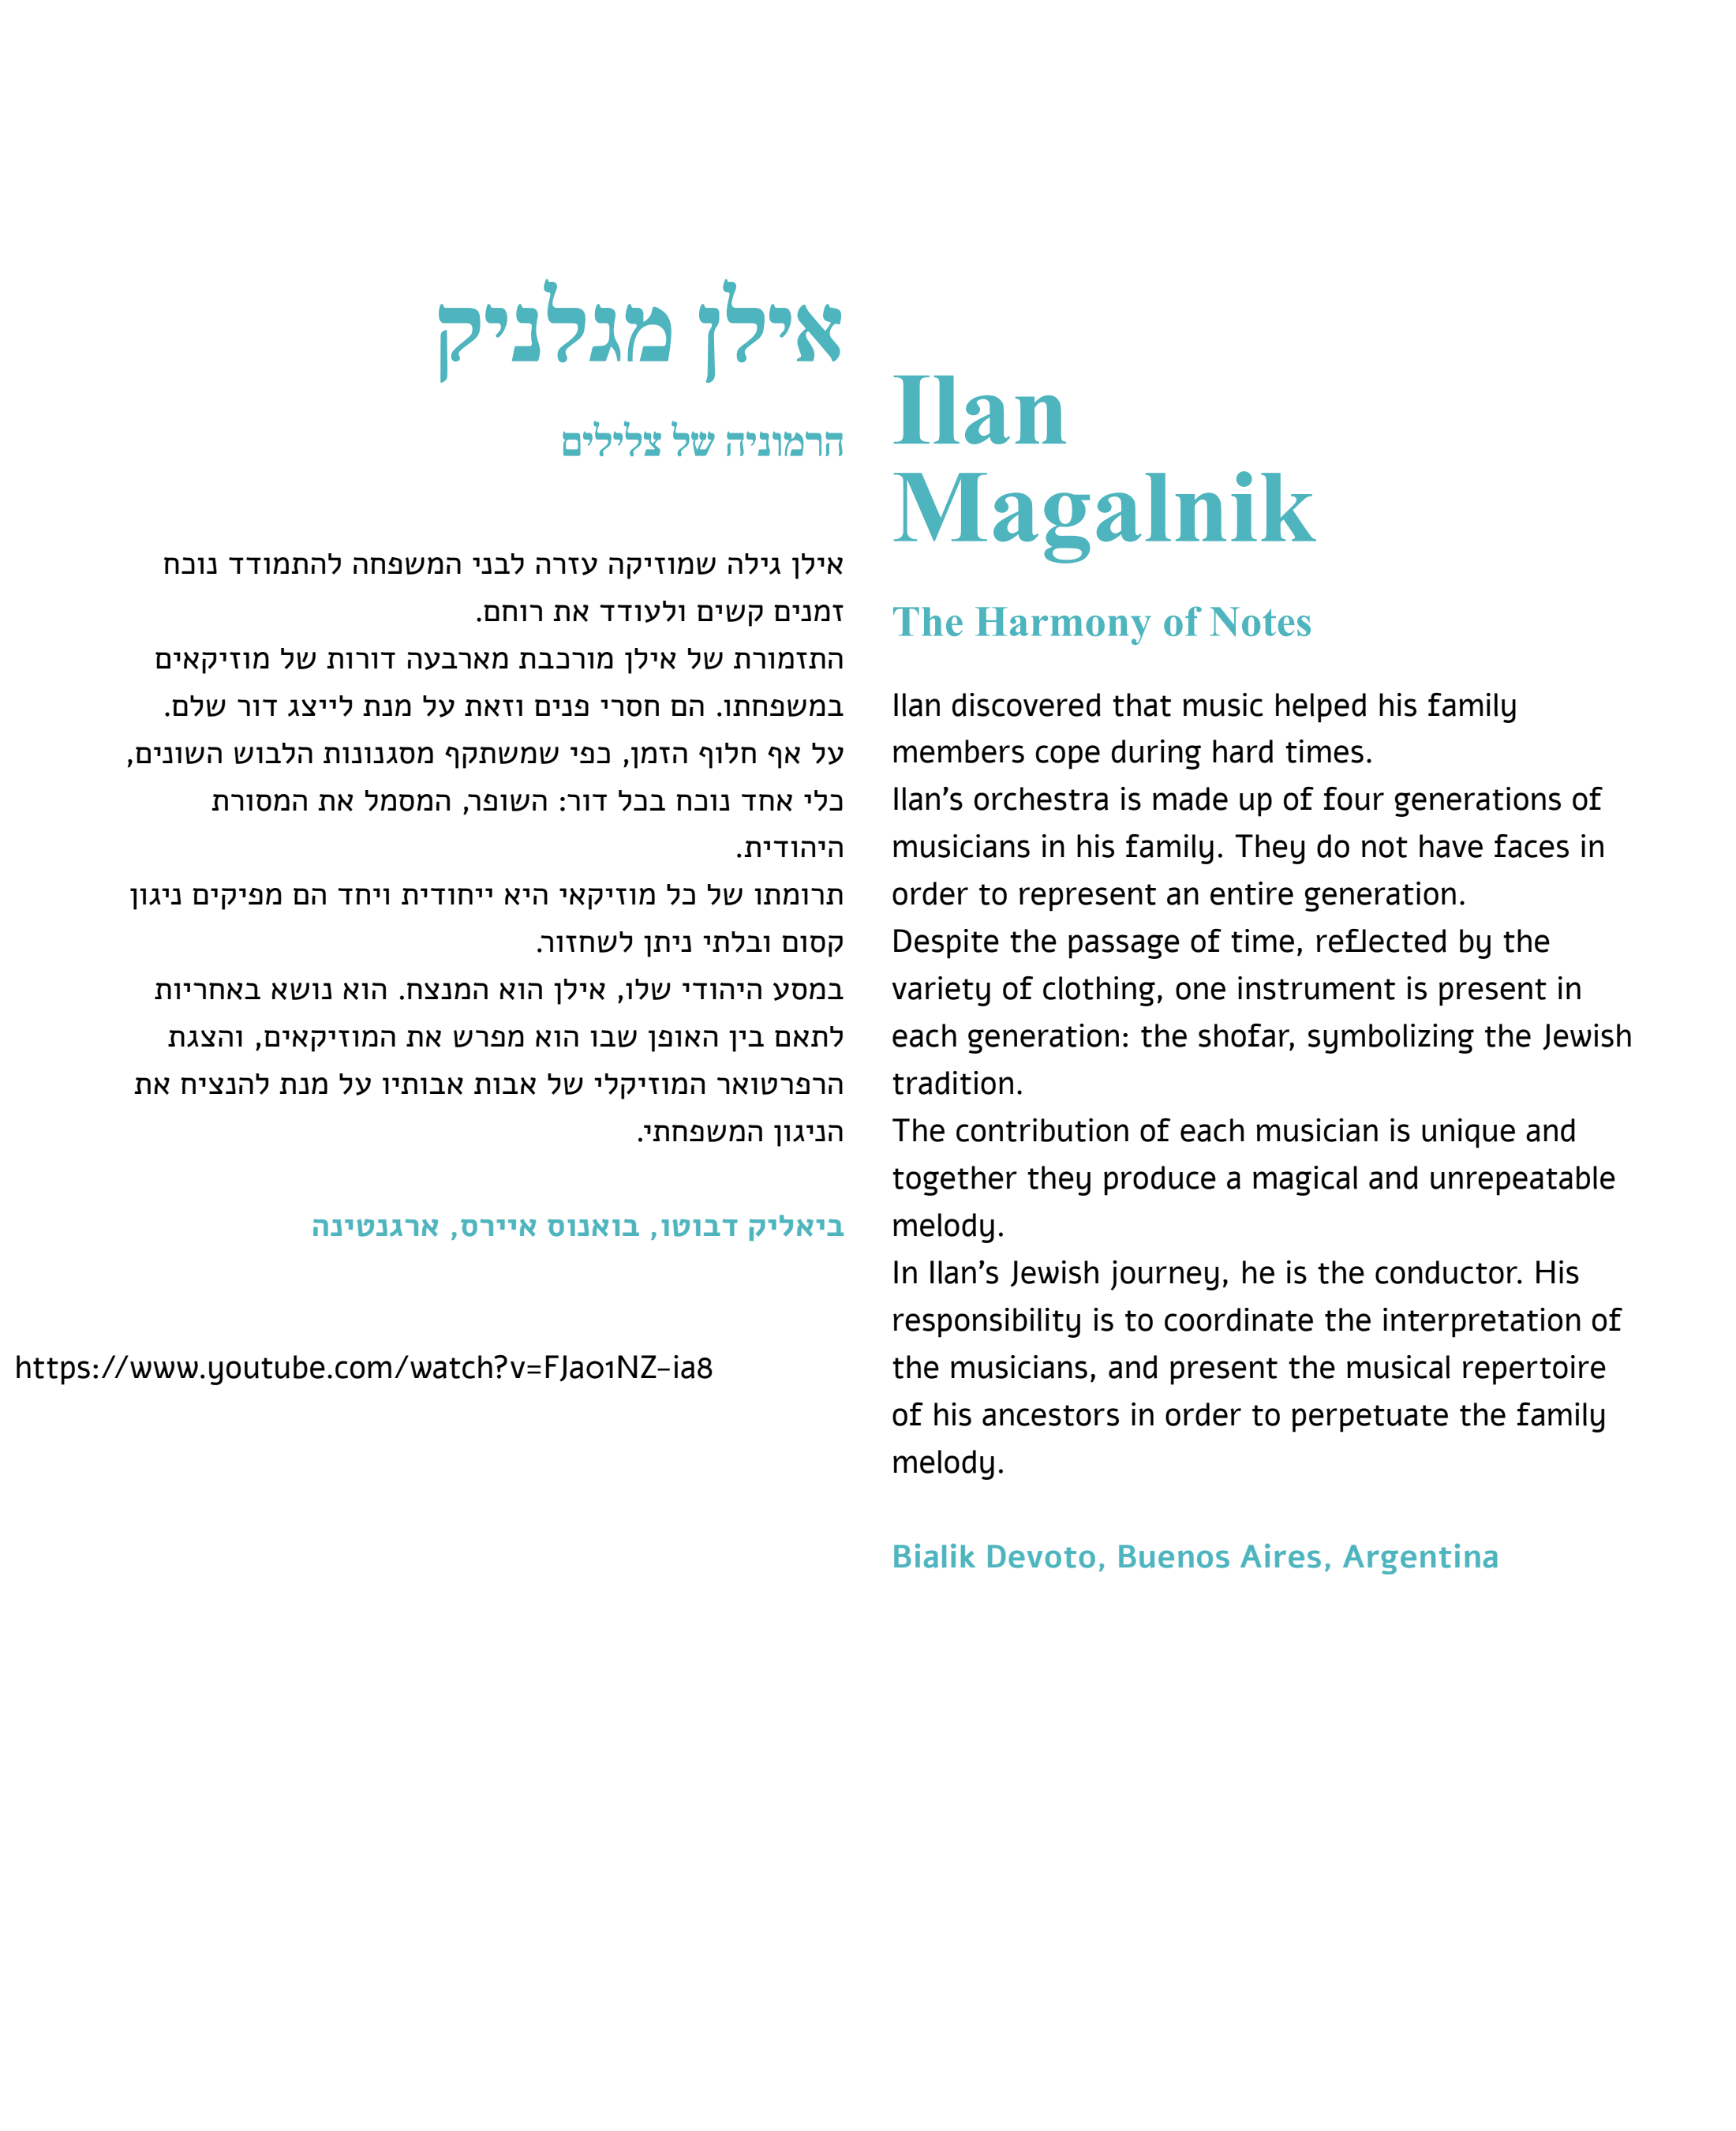 אילן מגלניק
הרמוניה של צלילים
אילן גילה שמוזיקה עזרה לבני המשפחה להתמודד נוכח
זמנים קשים ולעודד את רוחם.
התזמורת של אילן מורכבת מארבעה דורות של מוזיקאים
במשפחתו. הם חסרי פנים וזאת על מנת לייצג דור שלם.
על אף חלוף הזמן, כפי שמשתקף מסגנונות הלבוש השונים,
כלי אחד נוכח בכל דור: השופר, המסמל את המסורת
היהודית.
תרומתו של כל מוזיקאי היא ייחודית ויחד הם מפיקים ניגון
קסום ובלתי ניתן לשחזור.
במסע היהודי שלו, אילן הוא המנצח. הוא נושא באחריות
לתאם בין האופן שבו הוא מפרש את המוזיקאים, והצגת
הרפרטואר המוזיקלי של אבות אבותיו על מנת להנציח את
הניגון המשפחתי.
ביאליק דבוטו, בואנוס איירס, ארגנטינה
https://www.youtube.com/watch?v=FJa01NZ-ia8
Ilan
Magalnik
The Harmony of Notes
Ilan discovered that music helped his family
members cope during hard times.
Ilan’s orchestra is made up of four generations of
musicians in his family. They do not have faces in
order to represent an entire generation.
Despite the passage of time, reflected by the
variety of clothing, one instrument is present in
each generation: the shofar, symbolizing the Jewish
tradition.
The contribution of each musician is unique and
together they produce a magical and unrepeatable
melody.
In Ilan’s Jewish journey, he is the conductor. His
responsibility is to coordinate the interpretation of
the musicians, and present the musical repertoire
of his ancestors in order to perpetuate the family
melody.
Bialik Devoto, Buenos Aires, Argentina